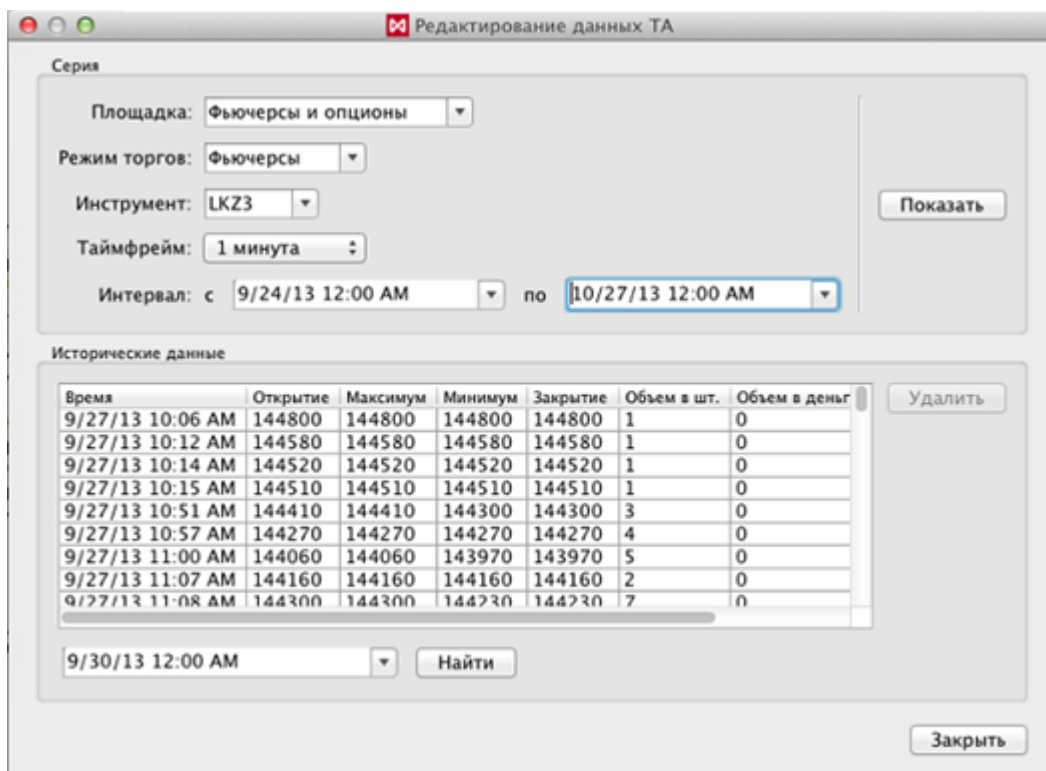 Редактирование данных ТА
Серия
Площадка: Фьючерсы и опционы
Режим торгов: Фьючерсы
Инструмент: LKZ3
Показать
Таймфрейм: 1 минута
Интервал: с 9/24/13 12:00 AM по 10/27/13 12:00 AM
Исторические данные
Время Открытие Максимум Минимум Закрытие Объем в шт. Объем в деньг
Удалить
9/27/13 10:06 AM 144800 144800 144800 144800 1 0
9/27/13 10:12 AM 144580 144580 144580 144580 1 0
9/27/13 10:14 AM 144520 144520 144520 144520 1 0
9/27/13 10:15 AM 144510 144510 144510 144510 1 0
9/27/13 10:51 AM 144410 144410 144300 144300 3 0
9/27/13 10:57 AM 144270 144270 144270 144270 4 0
9/27/13 11:00 AM 144060 144060 143970 143970 5 0
9/27/13 11:07 AM 144160 144160 144160 144160 2 0
9/27/13 11:08 AM 144300 144300 144230 144230 7 0
9/30/13 12:00 AM Найти
Закрыть